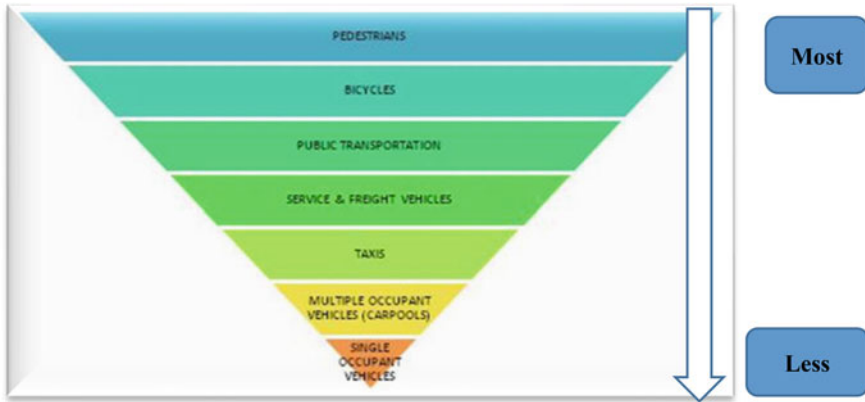 PEDESTRIANS
Most
BICYCLES
PUBLIC TRANSPORTATION
SERVICE & FREIGHT VEHICLES
TAXIS
MULTIPLE OCCUPANT
VEHICLES (CARPOOLS)
SINGLE
OCCUPANT
VEHICLES
Less